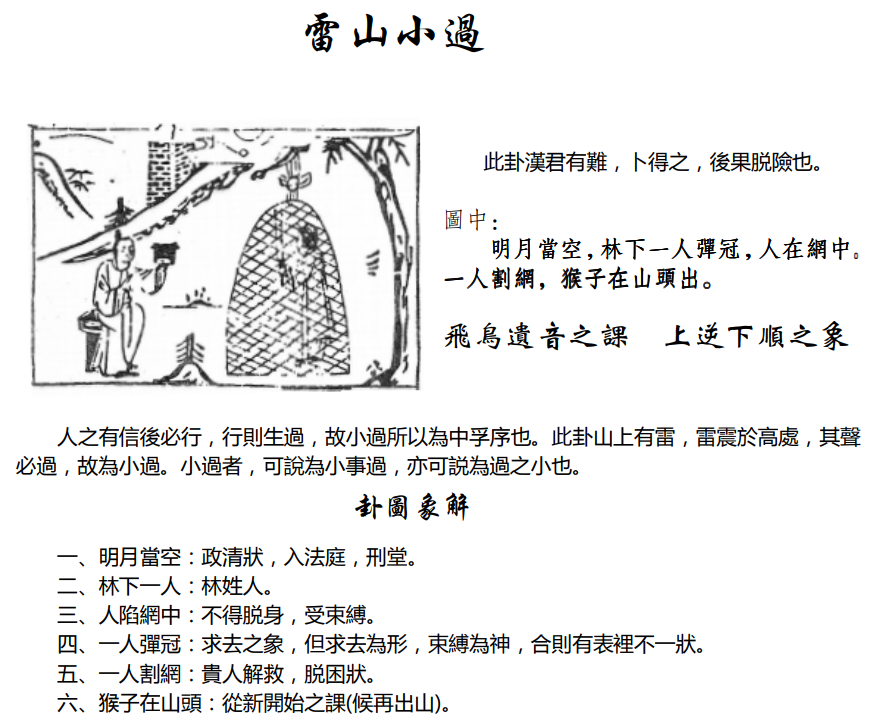 雷山小過
此卦漢君有難，卜得之，後果脱險也。
圖中：
明月當空，林下一人彈冠，人在網中。
一人割網，猴子在山頭出。
飛鳥遺音之課　上逆下順之象
人之有信後必行，行則生過，故小過所以為中孚序也。此卦山上有雷，雷震於高處，其聲
必過，故為小過。小過者，可說為小事過，亦可説為過之小也。
卦圖象解
一、明月當空：政清狀，入法庭，刑堂。
二、林下一人：林姓人。
三、人陷網中：不得脱身，受束縛。
四、一人彈冠：求去之象，但求去為形，束縛為神，合則有表裡不一狀。
五、一人割網：貴人解救，脱困狀。
六、猴子在山頭：從新開始之課(候再出山)。